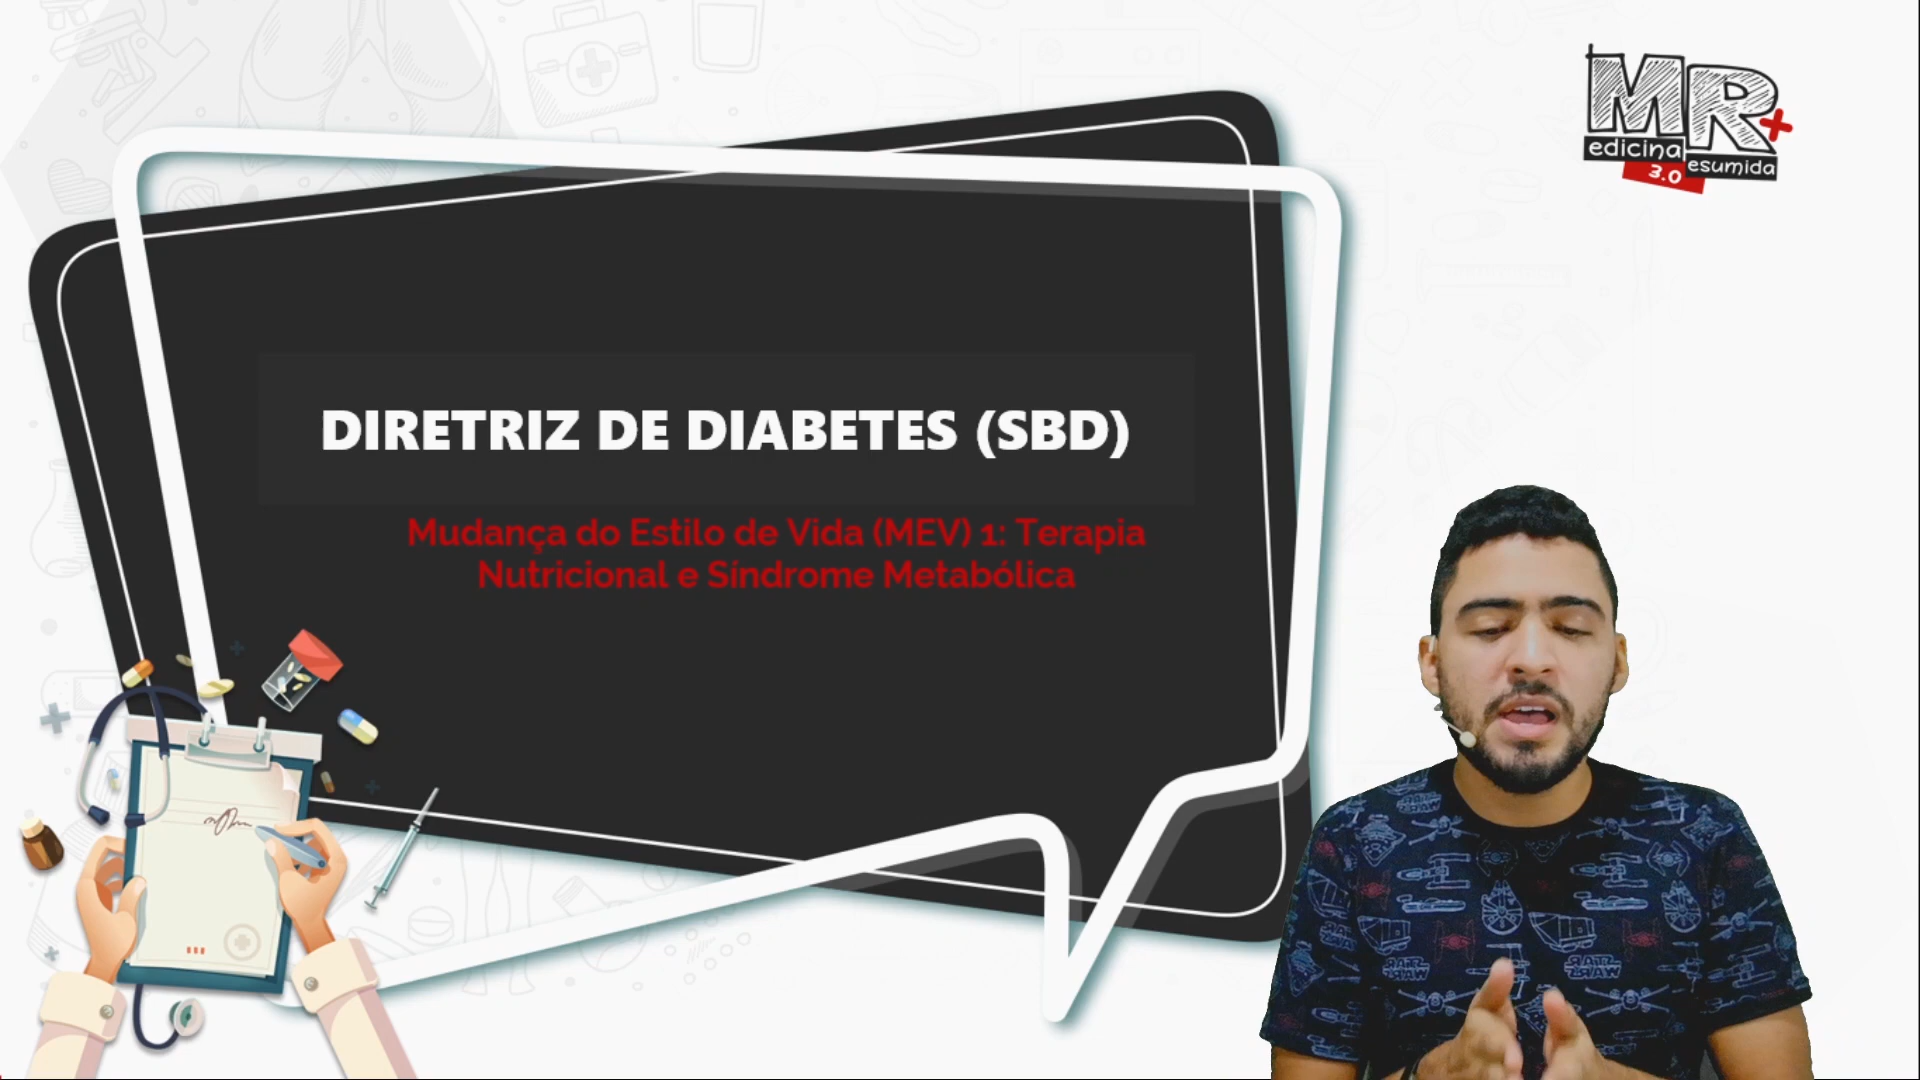 MR+
edicina
esumida
3.0
DIRETRIZ DE DIABETES (SBD)
Mudança do Estilo de Vida (MEV) 1: Terapia
Nutricional e Síndrome Metabólica